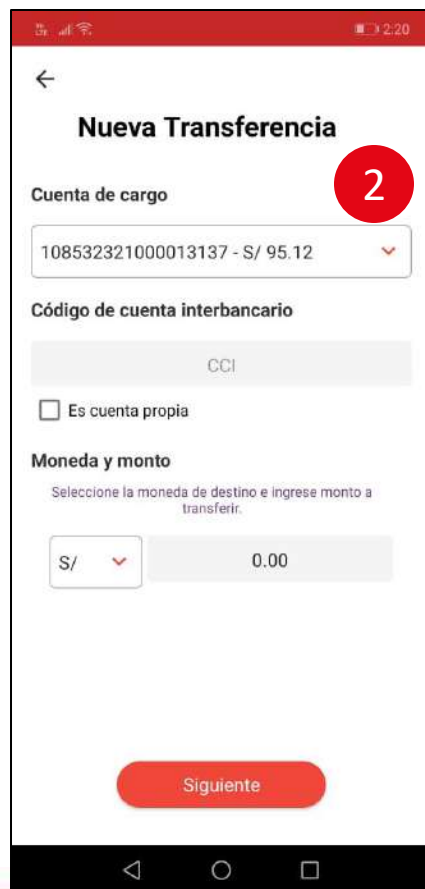 2:20
Nueva Transferencia
2
Cuenta de cargo
108532321000013137 - S/ 95.12
Código de cuenta interbancario
CCI
Es cuenta propia
Moneda y monto
Seleccione la moneda de destino e ingrese monto a
transferir.
S/ 0.00
Siguiente